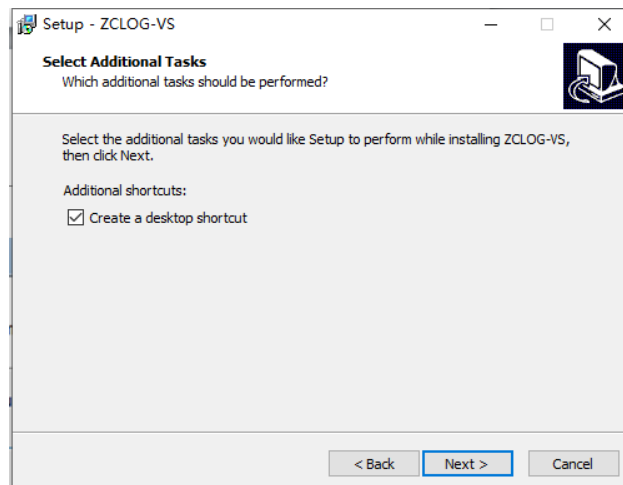 Setup - ZCLOG-VS
Select Additional Tasks
Which additional tasks should be performed?
Select the additional tasks you would like Setup to perform while installing ZCLOG-VS,
then click Next.
Additional shortcuts:
Create a desktop shortcut
< Back
Next >
Cancel